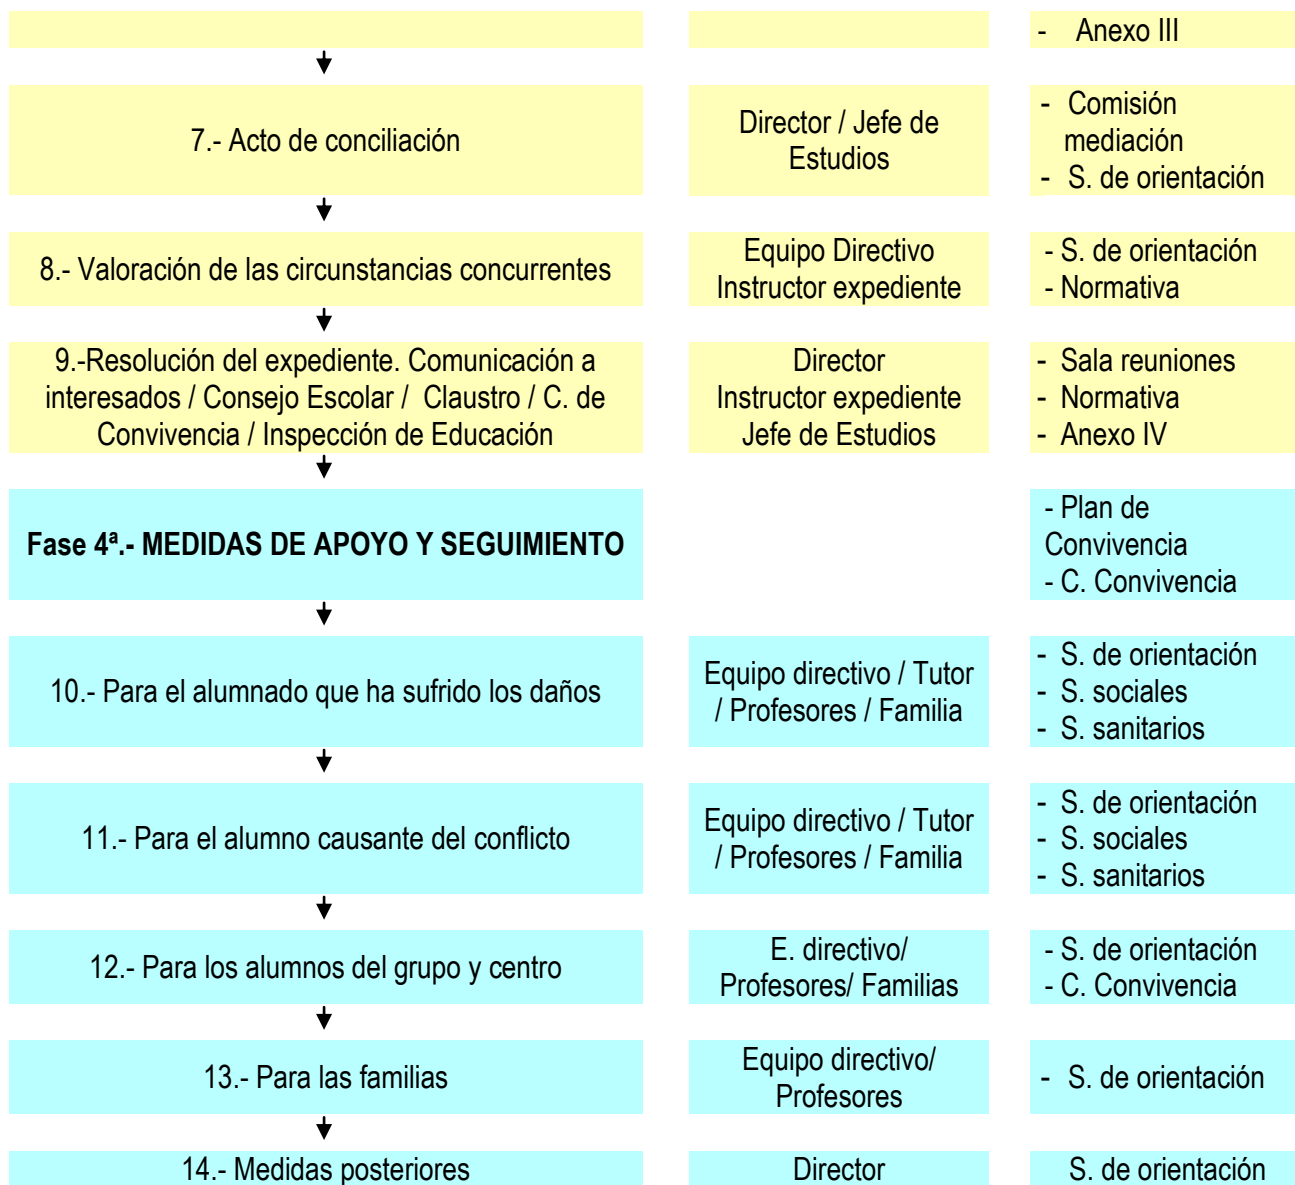 - Anexo III
7.- Acto de conciliación
Director / Jefe de
Estudios
- Comisión
mediación
- S. de orientación
8.- Valoración de las circunstancias concurrentes
Equipo Directivo
Instructor expediente
- S. de orientación
- Normativa
9.-Resolución del expediente. Comunicación a
interesados / Consejo Escolar / Claustro / C. de
Convivencia / Inspección de Educación
Director
Instructor expediente
Jefe de Estudios
- Sala reuniones
- Normativa
- Anexo IV
Fase 4ª.- MEDIDAS DE APOYO Y SEGUIMIENTO
- Plan de
Convivencia
- C. Convivencia
10.- Para el alumnado que ha sufrido los daños
Equipo directivo / Tutor
/ Profesores / Familia
- S. de orientación
- S. sociales
- S. sanitarios
11.- Para el alumno causante del conflicto
Equipo directivo / Tutor
/ Profesores / Familia
- S. de orientación
- S. sociales
- S. sanitarios
12.- Para los alumnos del grupo y centro
E. directivo/
Profesores/ Familias
- S. de orientación
- C. Convivencia
13.- Para las familias
Equipo directivo/
Profesores
- S. de orientación
14.- Medidas posteriores
Director
S. de orientación